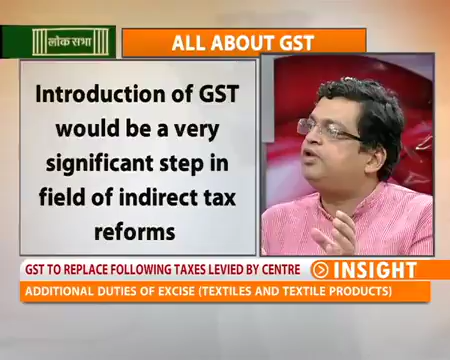 लोक सभा
ALL ABOUT GST
Introduction of GST
would be a very
significant step in
field of indirect tax
reforms
GST TO REPLACE FOLLOWING TAXES LEVIED BY CENTRE
INSIGHT
ADDITIONAL DUTIES OF EXCISE (TEXTILES AND TEXTILE PRODUCTS)